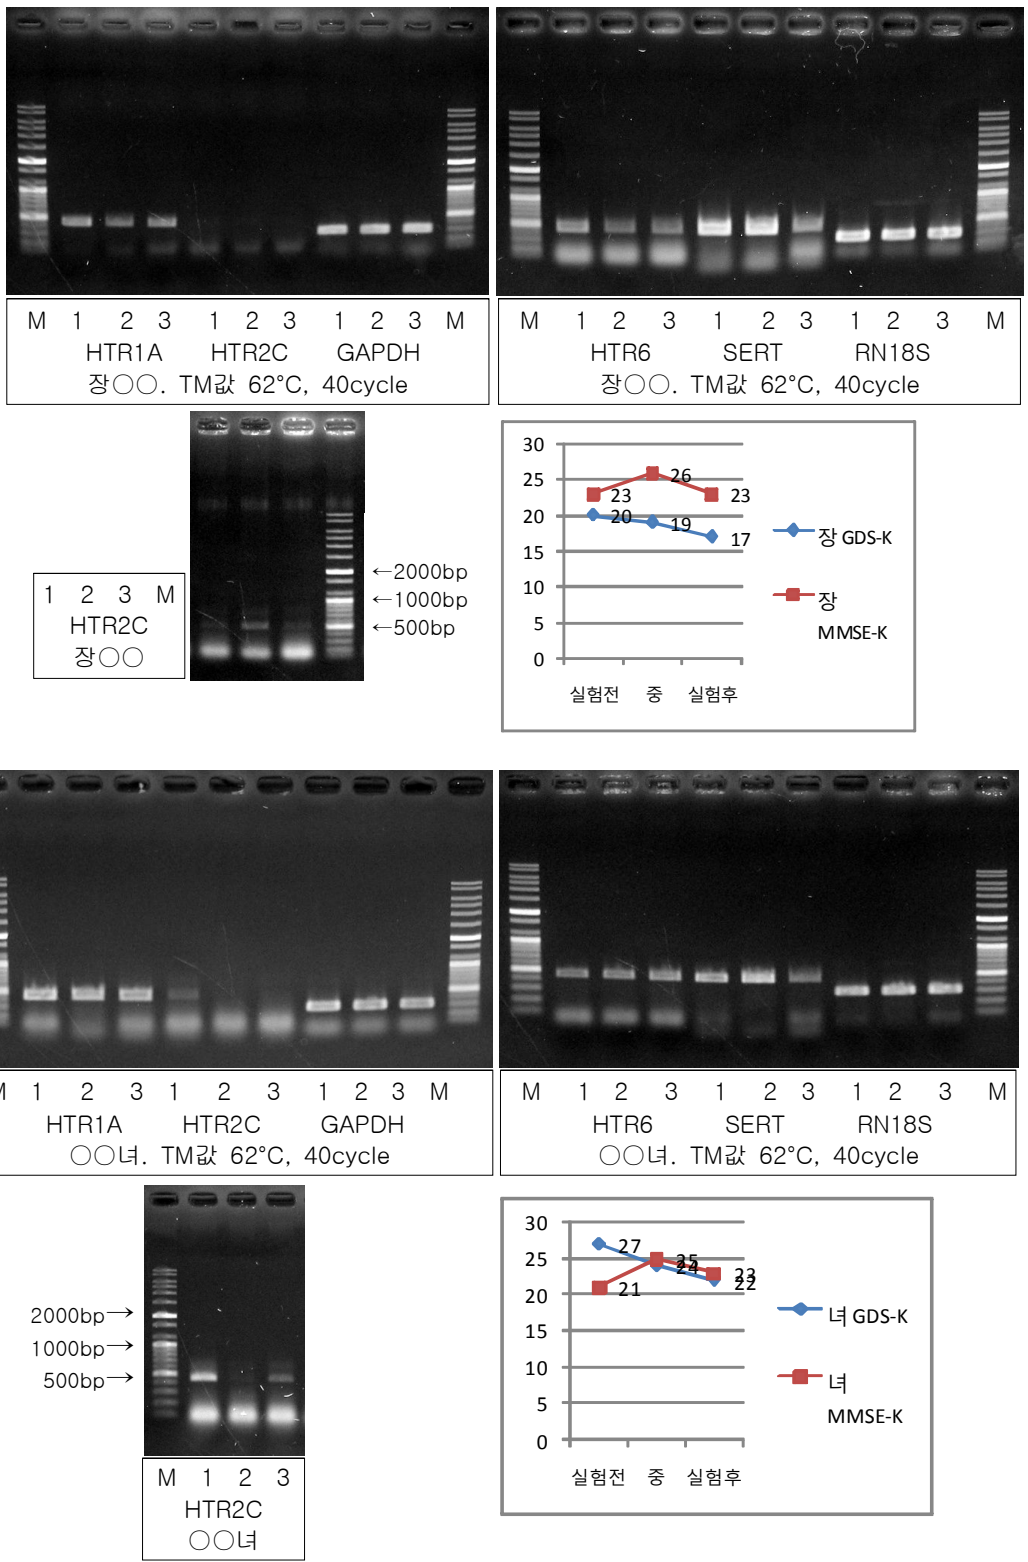 M 1 2 3 1 2 3 1 2 3 M
HTR1A HTR2C GAPDH
장○○. TM값 62°C, 40cycle
M 1 2 3 1 2 3 1 2 3 M
HTR6 SERT RN18S
장○○. TM값 62°C, 40cycle
1 2 3 M
HTR2C
장○○
←2000bp
←1000bp
←500bp
30
25
20
15
10
5
0
23
26
23
20
19
17
실험전 중 실험후
장 GDS-K
장
MMSE-K
M 1 2 3 1 2 3 1 2 3 M
HTR1A HTR2C GAPDH
○○녀. TM값 62°C, 40cycle
M 1 2 3 1 2 3 1 2 3 M
HTR6 SERT RN18S
○○녀. TM값 62°C, 40cycle
2000bp→
1000bp→
500bp→
M 1 2 3
HTR2C
○○녀
30
25
20
15
10
5
0
27
25
24
23
22
21
실험전 중 실험후
녀 GDS-K
녀
MMSE-K